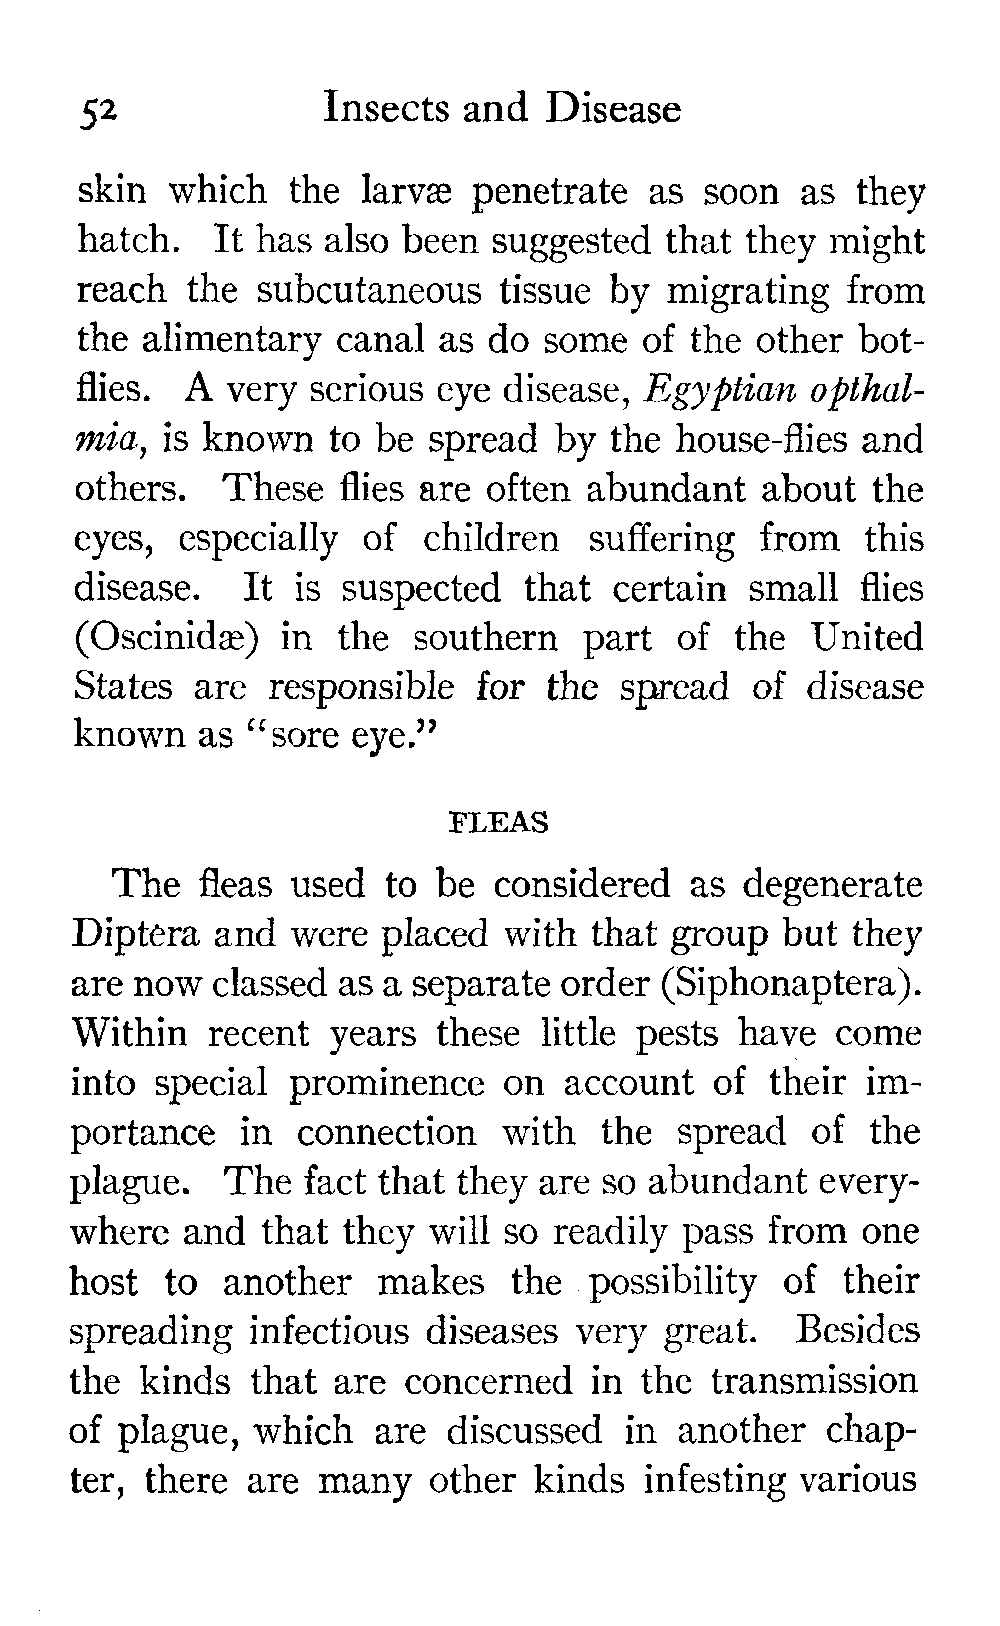 52 Insects and Disease
skin which the larvæ penetrate as soon as they
hatch. It has also been suggested that they might
reach the subcutaneous tissue by migrating from
the alimentary canal as do some of the other bot-
flies. A very serious eye disease, Egyptian opthal-
mia, is known to be spread by the house-flies and
others. These flies are often abundant about the
eyes, especially of children suffering from this
disease. It is suspected that certain small flies
(Oscinidæ) in the southern part of the United
States are responsible for the spread of disease
known as "sore eye."
FLEAS
The fleas used to be considered as degenerate
Diptera and were placed with that group but they
are now classed as a separate order (Siphonaptera).
Within recent years these little pests have come
into special prominence on account of their im-
portance in connection with the spread of the
plague. The fact that they are so abundant every-
where and that they will so readily pass from one
host to another makes the possibility of their
spreading infectious diseases very great. Besides
the kinds that are concerned in the transmission
of plague, which are discussed in another chap-
ter, there are many other kinds infesting various